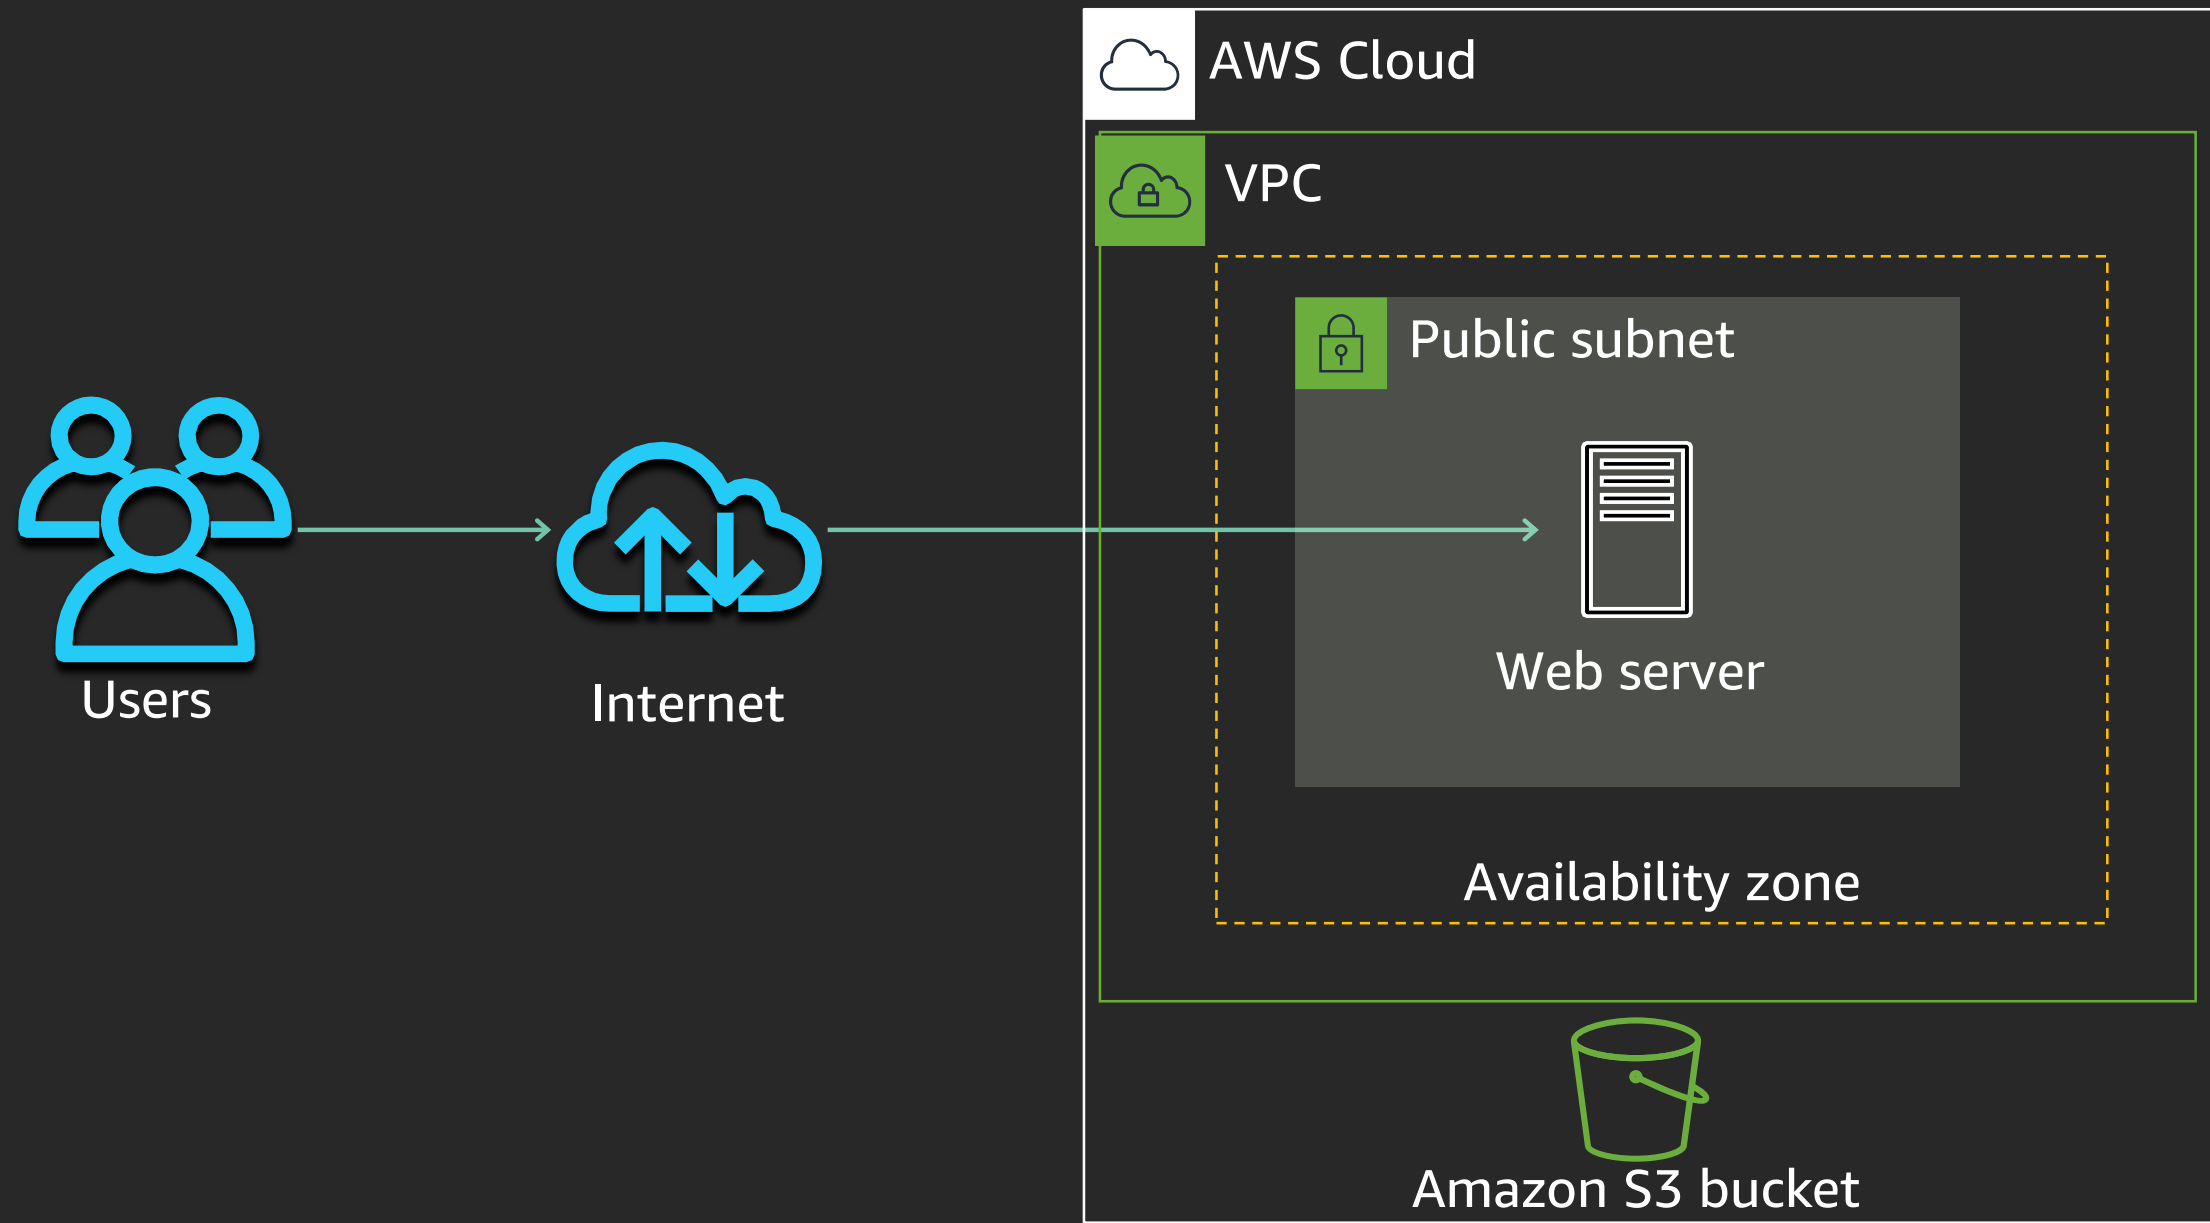 AWS Cloud
VPC
Public subnet
Web server
Users
Internet
Availability zone
Amazon S3 bucket